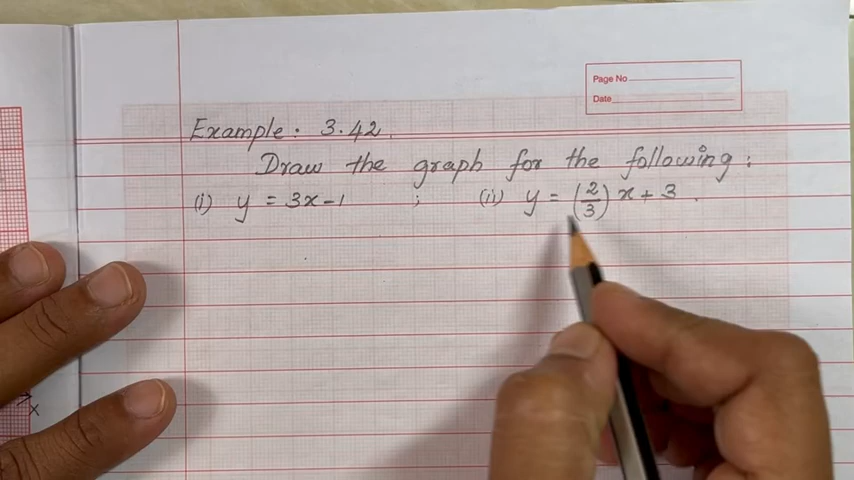 Page No
Date
Example: 3.42.
Draw the graph for the following:
(i) y = 3x-1 ; (ii) y = (2/3) x + 3.
x